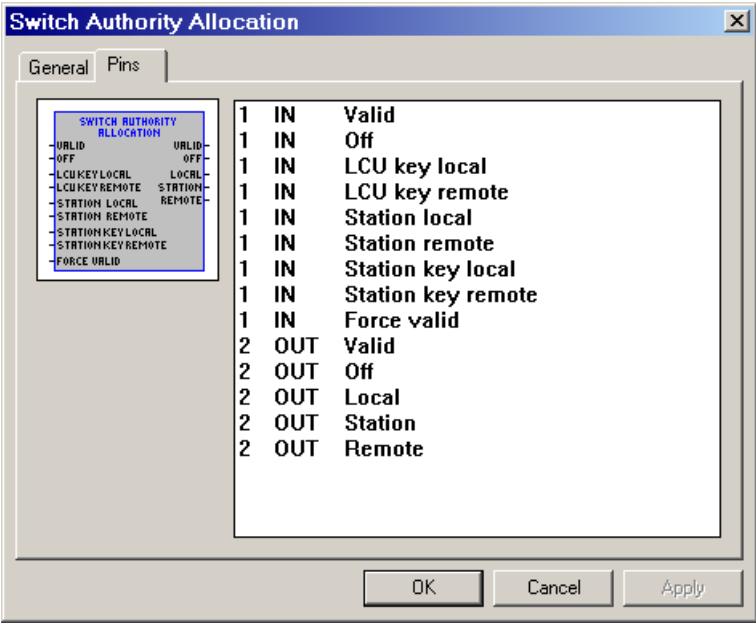 Switch Authority Allocation
General Pins
SWITCH AUTHORITY
ALLOCATION
VALID VALID
OFF OFF
LCU KEY LOCAL LOCAL
LCU KEY REMOTE STATION
STATION LOCAL REMOTE
STATION REMOTE
STATION KEY LOCAL
STATION KEY REMOTE
FORCE VALID
1 IN Valid
1 IN Off
1 IN LCU key local
1 IN LCU key remote
1 IN Station local
1 IN Station remote
1 IN Station key local
1 IN Station key remote
1 IN Force valid
2 OUT Valid
2 OUT Off
2 OUT Local
2 OUT Station
2 OUT Remote
OK Cancel Apply